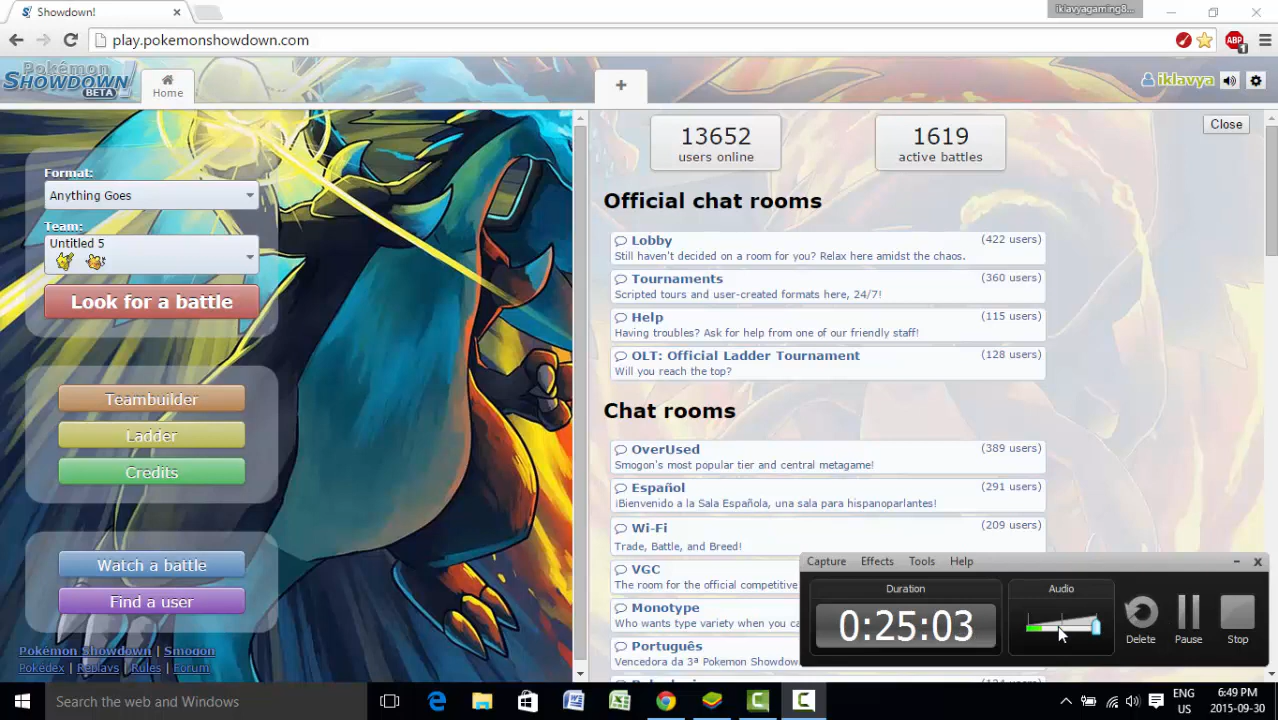 Showdown!
iklavyagaming8...
play.pokemonshowdown.com
ABP
1
Pokémon
SHOWDOWN
BETA
Home
iklavya
Format:
Anything Goes
Team:
Untitled 5
Look for a battle
Teambuilder
Ladder
Credits
Watch a battle
Find a user
Pokémon Showdown | Smogon
Pokédex | Replays | Rules | Forum
13652
users online
1619
active battles
Close
Official chat rooms
Lobby (422 users)
Still haven't decided on a room for you? Relax here amidst the chaos.
Tournaments (360 users)
Scripted tours and user-created formats here, 24/7!
Help (115 users)
Having troubles? Ask for help from one of our friendly staff!
OLT: Official Ladder Tournament (128 users)
Will you reach the top?
Chat rooms
OverUsed (389 users)
Smogon's most popular tier and central metagame!
Español (291 users)
¡Bienvenido a la Sala Española, una sala para hispanoparlantes!
Wi-Fi (209 users)
Trade, Battle, and Breed!
VGC
The room for the official competitive
Monotype
Who wants type variety when you ca
Português
Vencedora da 3ª Pokemon Showdow
Capture Effects Tools Help
Duration
0:25:03
Audio
Delete
Pause
Stop
Search the web and Windows
ENG
US
6:49 PM
2015-09-30